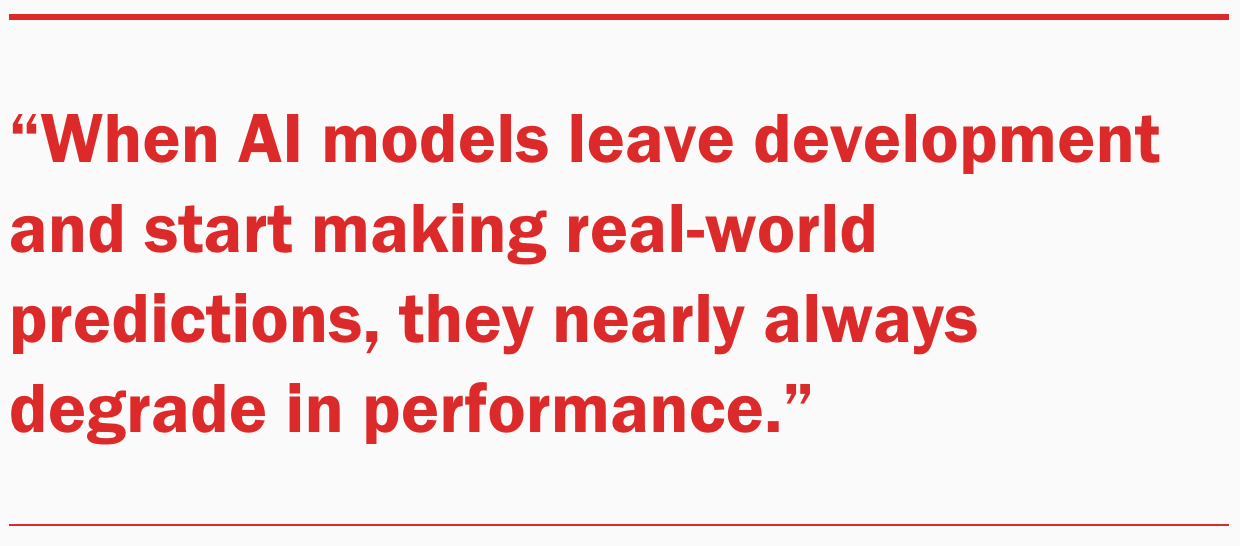 “When AI models leave development
and start making real-world
predictions, they nearly always
degrade in performance.”